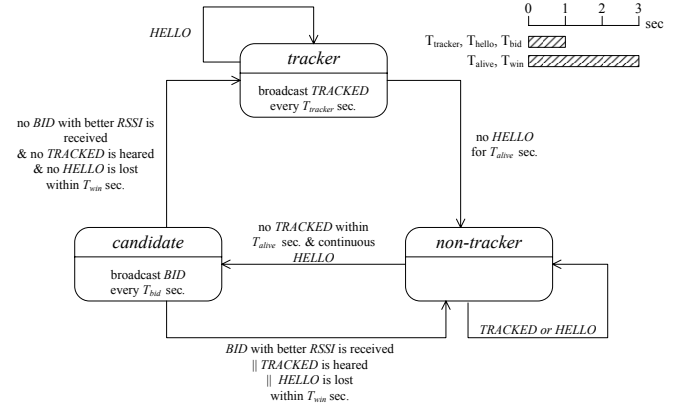 0 1 3
sec
T_tracker, T_hello, T_bid
T_alive, T_win
HELLO
tracker
broadcast TRACKED
every T_tracker sec.
no BID with better RSSI is
received
& no TRACKED is heared
& no HELLO is lost
within T_win sec.
no HELLO
for T_alive sec.
no TRACKED within
T_alive sec. & continuous
HELLO
candidate
broadcast BID
every T_bid sec.
non-tracker
TRACKED or HELLO
BID with better RSSI is received
|| TRACKED is heared
|| HELLO is lost
within T_win sec.